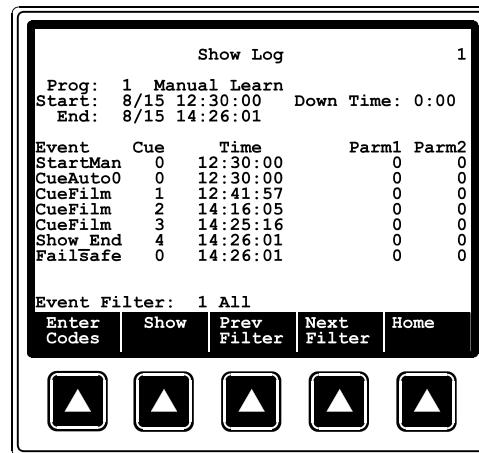 Show Log 1
Prog: 1 Manual Learn
Start: 8/15 12:30:00 Down Time: 0:00
End: 8/15 14:26:01
Event Cue Time Parm1 Parm2
StartMan 0 12:30:00 0 0
CueAuto0 0 12:30:00 0 0
CueFilm 1 12:41:57 0 0
CueFilm 2 14:16:05 0 0
CueFilm 3 14:25:16 0 0
Show_End 4 14:26:01 0 0
Failsafe 0 14:26:01 0 0
Event Filter: 1 All
Enter Show Prev Next Home
Codes Filter Filter